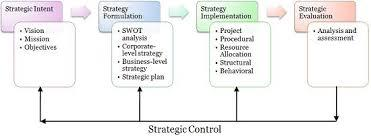 Strategic Intent
• Vision
• Mission
• Objectives
Strategy
Formulation
• SWOT
analysis
• Corporate-
level strategy
• Business-level
strategy
• Strategic plan
Strategy
Implementation
• Project
• Procedural
• Resource
Allocation
• Structural
• Behavioral
Strategic
Evaluation
• Analysis and
assessment
Strategic Control